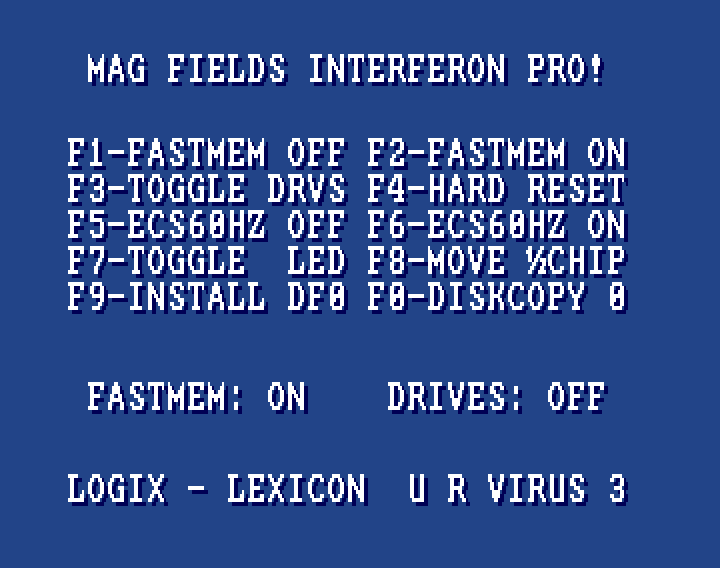 MAG FIELDS INTERFERON PRO!
F1-FASTMEM OFF F2-FASTMEM ON
F3-TOGGLE DRVS F4-HARD RESET
F5-ECS60HZ OFF F6-ECS60HZ ON
F7-TOGGLE  LED F8-MOVE ½CHIP
F9-INSTALL DF0 F0-DISKCOPY 0
FASTMEM: ON    DRIVES: OFF
LOGIX - LEXICON  U R VIRUS 3